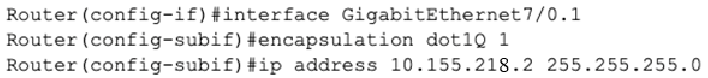 Router(config-if)#interface GigabitEthernet7/0.1
Router(config-subif)#encapsulation dot1Q 1
Router(config-subif)#ip address 10.155.218.2 255.255.255.0